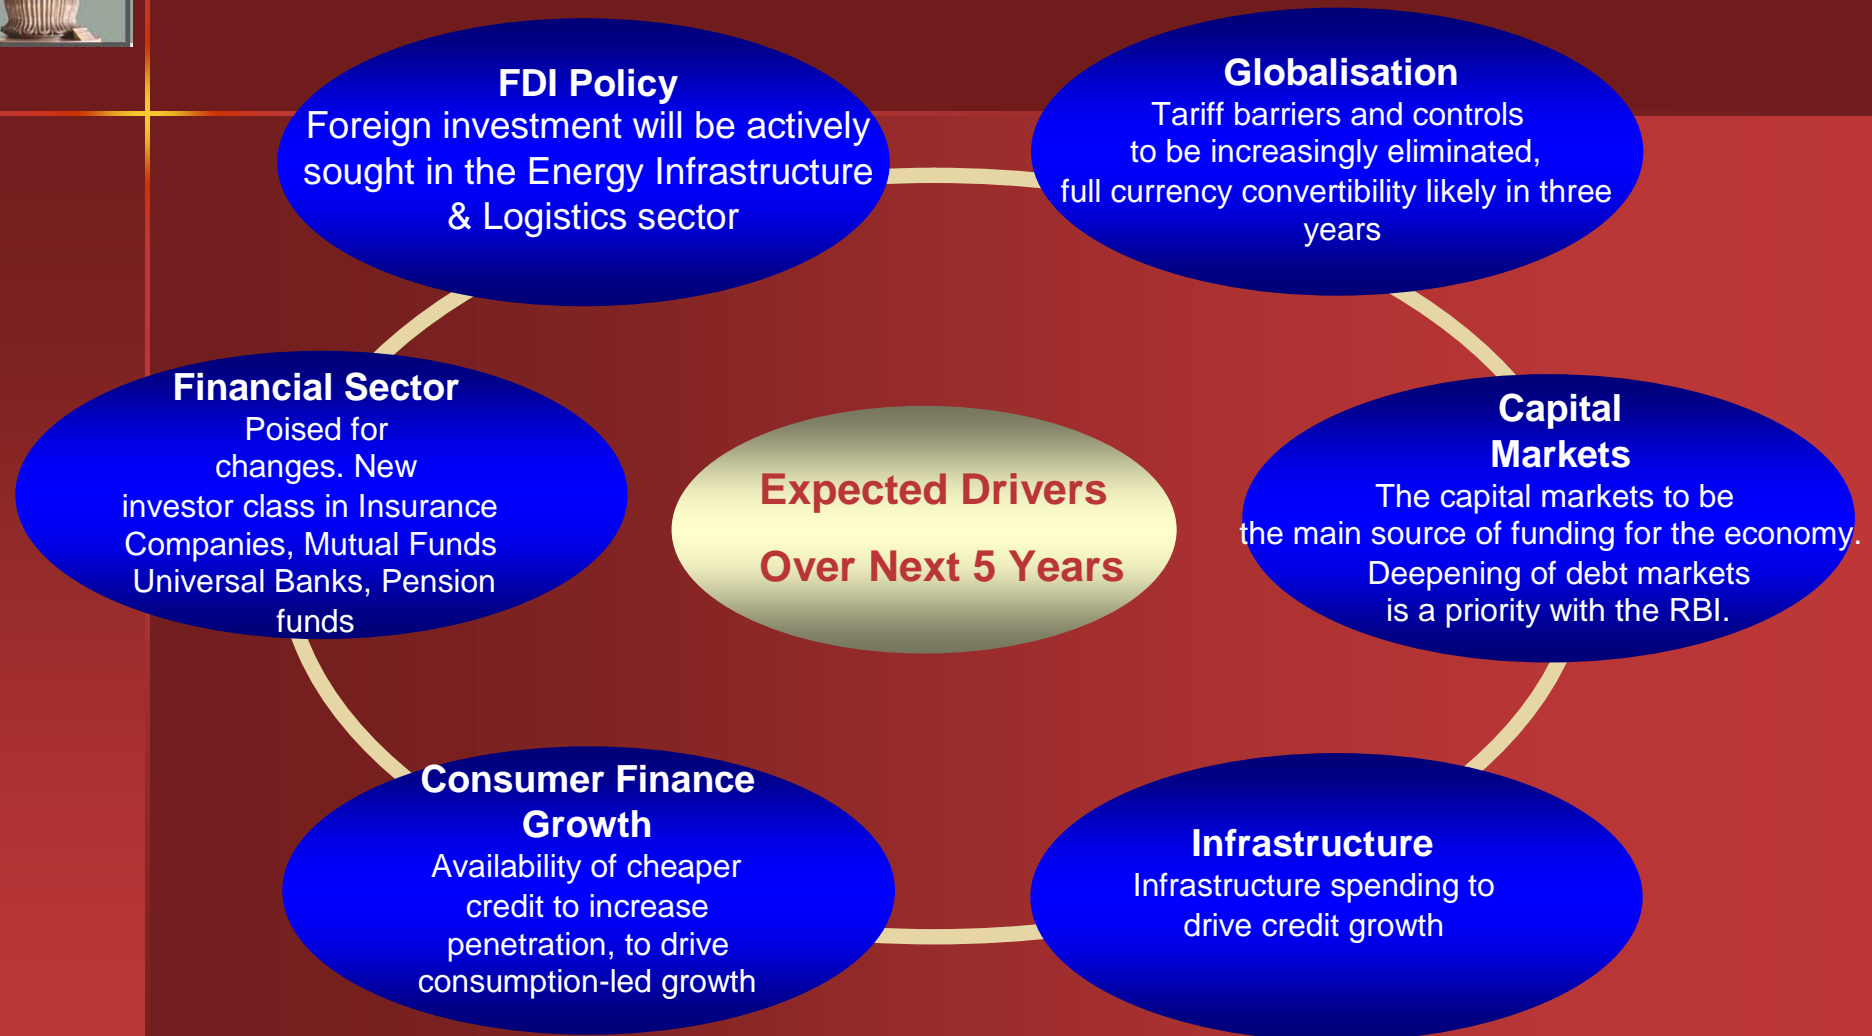 FDI Policy
Foreign investment will be actively
sought in the Energy Infrastructure
& Logistics sector
Globalisation
Tariff barriers and controls
to be increasingly eliminated,
full currency convertibility likely in three
years
Financial Sector
Poised for
changes. New
investor class in Insurance
Companies, Mutual Funds
Universal Banks, Pension
funds
Expected Drivers
Over Next 5 Years
Capital
Markets
The capital markets to be
the main source of funding for the economy.
Deepening of debt markets
is a priority with the RBI.
Consumer Finance
Growth
Availability of cheaper
credit to increase
penetration, to drive
consumption-led growth
Infrastructure
Infrastructure spending to
drive credit growth